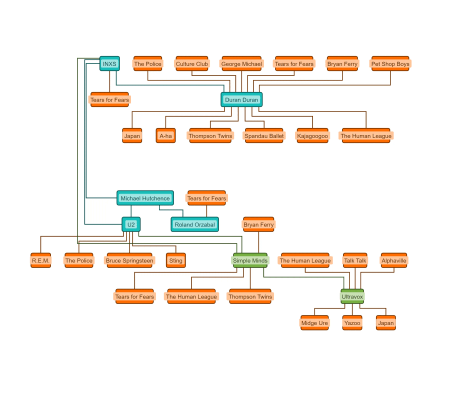 INXS
The Police
Culture Club
George Michael
Tears for Fears
Bryan Ferry
Pet Shop Boys
Tears for Fears
Duran Duran
Japan
A-ha
Thompson Twins
Spandau Ballet
Kajagoogoo
The Human League
Michael Hutchence
Tears for Fears
U2
Roland Orzabal
Bryan Ferry
R.E.M.
The Police
Bruce Springsteen
Sting
Simple Minds
The Human League
Talk Talk
Alphaville
Tears for Fears
The Human League
Thompson Twins
Ultravox
Midge Ure
Yazoo
Japan